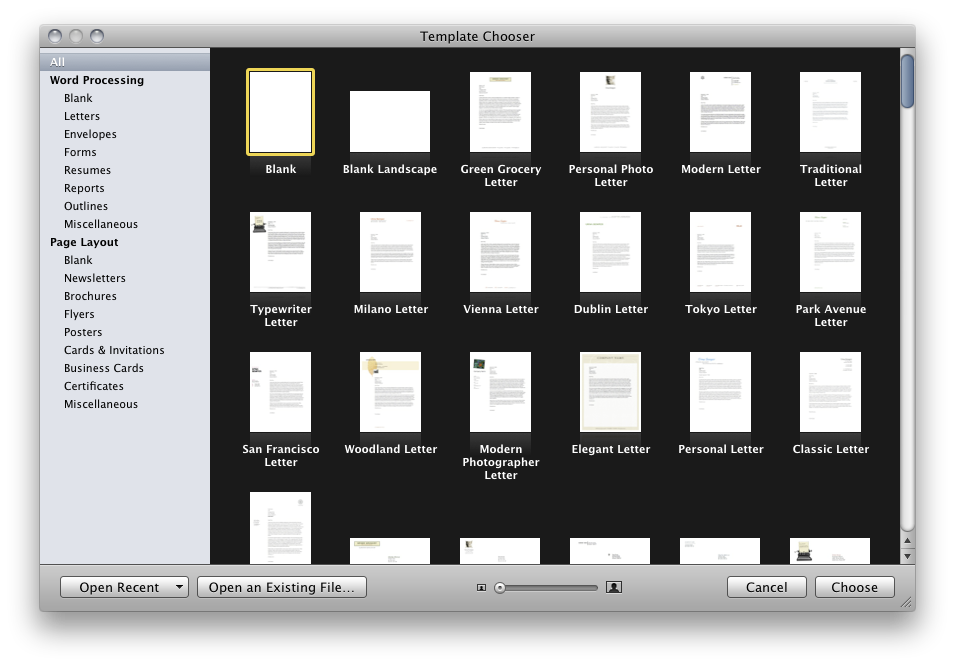 Template Chooser
All
Word Processing
Blank
Letters
Envelopes
Forms
Resumes
Reports
Outlines
Miscellaneous
Page Layout
Blank
Newsletters
Brochures
Flyers
Posters
Cards & Invitations
Business Cards
Certificates
Miscellaneous
Blank
Blank Landscape
Green Grocery
Letter
Personal Photo
Letter
Modern Letter
Traditional
Letter
Typewriter
Letter
Milano Letter
Vienna Letter
Dublin Letter
Tokyo Letter
Park Avenue
Letter
San Francisco
Letter
Woodland Letter
Modern
Photographer
Letter
Elegant Letter
Personal Letter
Classic Letter
Open Recent
Open an Existing File...
Cancel
Choose